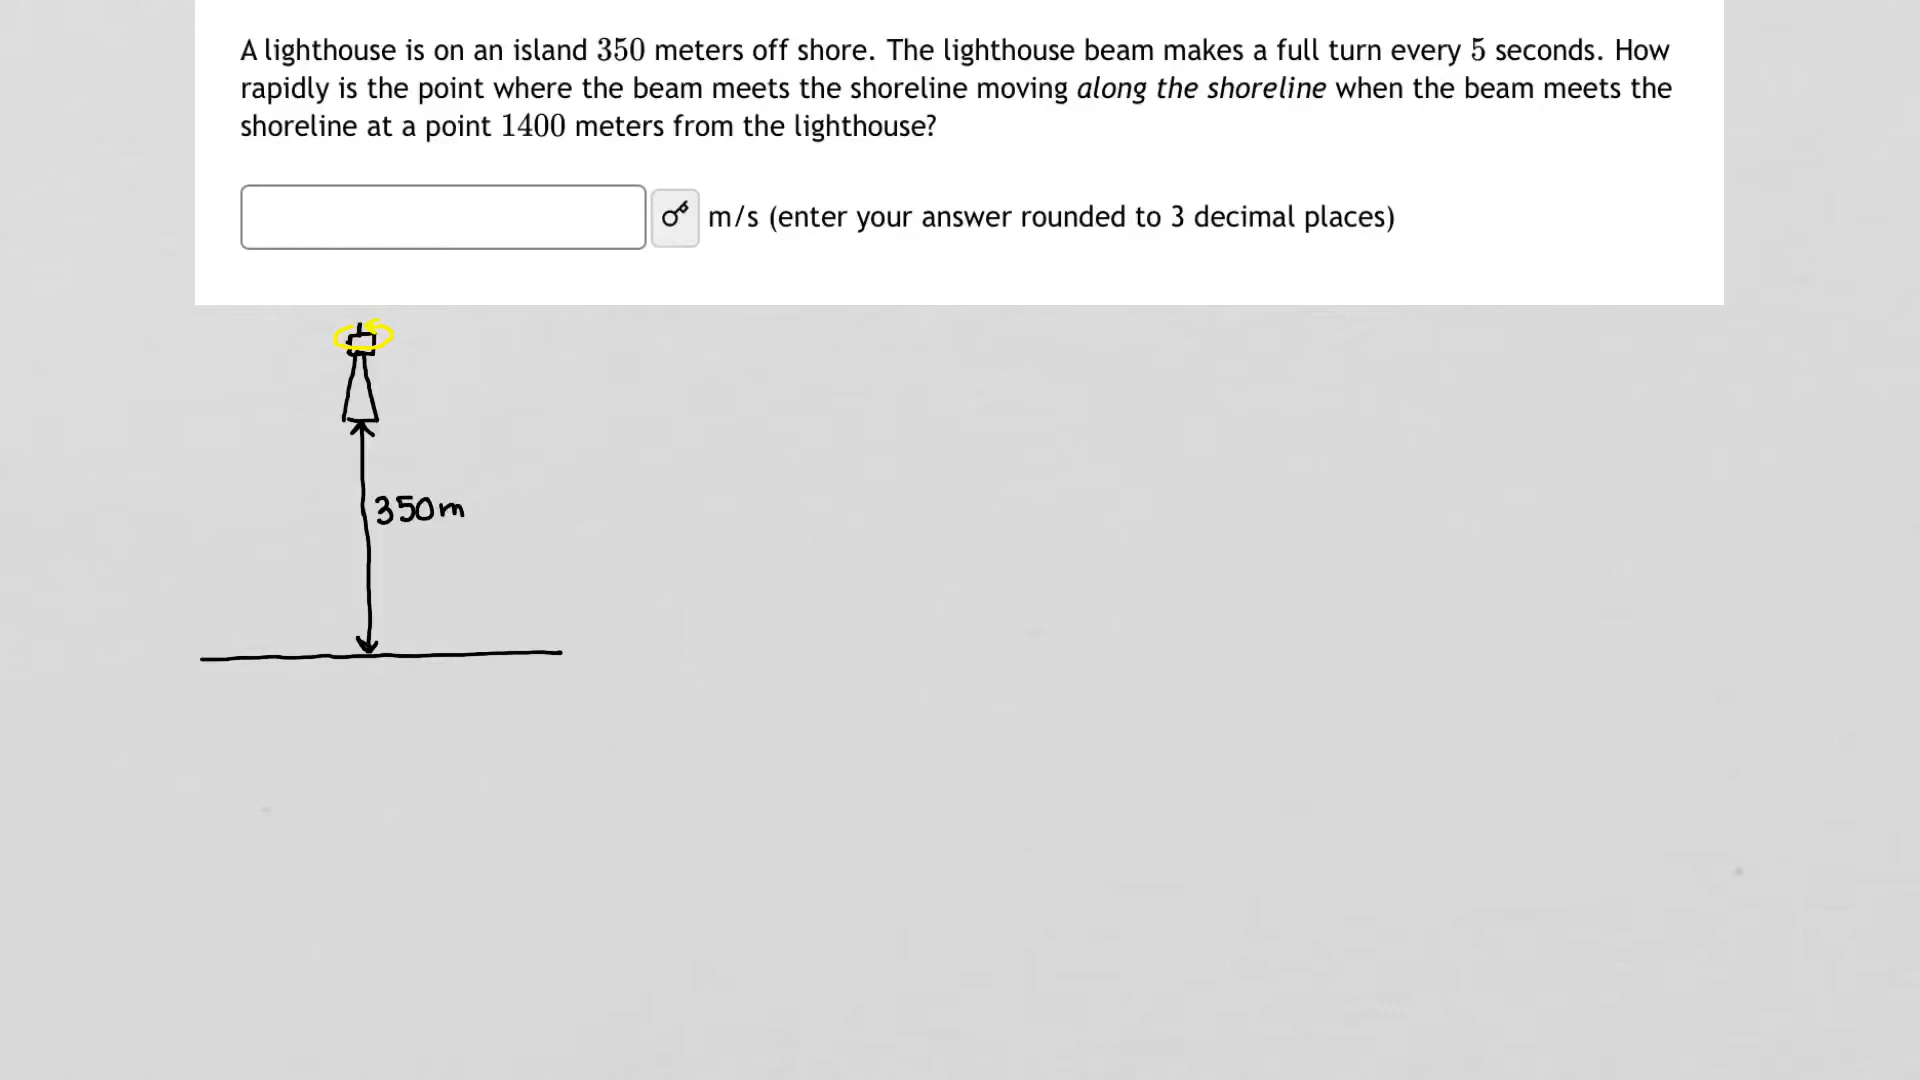 A lighthouse is on an island 350 meters off shore. The lighthouse beam makes a full turn every 5 seconds. How
rapidly is the point where the beam meets the shoreline moving along the shoreline when the beam meets the
shoreline at a point 1400 meters from the lighthouse?
m/s (enter your answer rounded to 3 decimal places)
350m